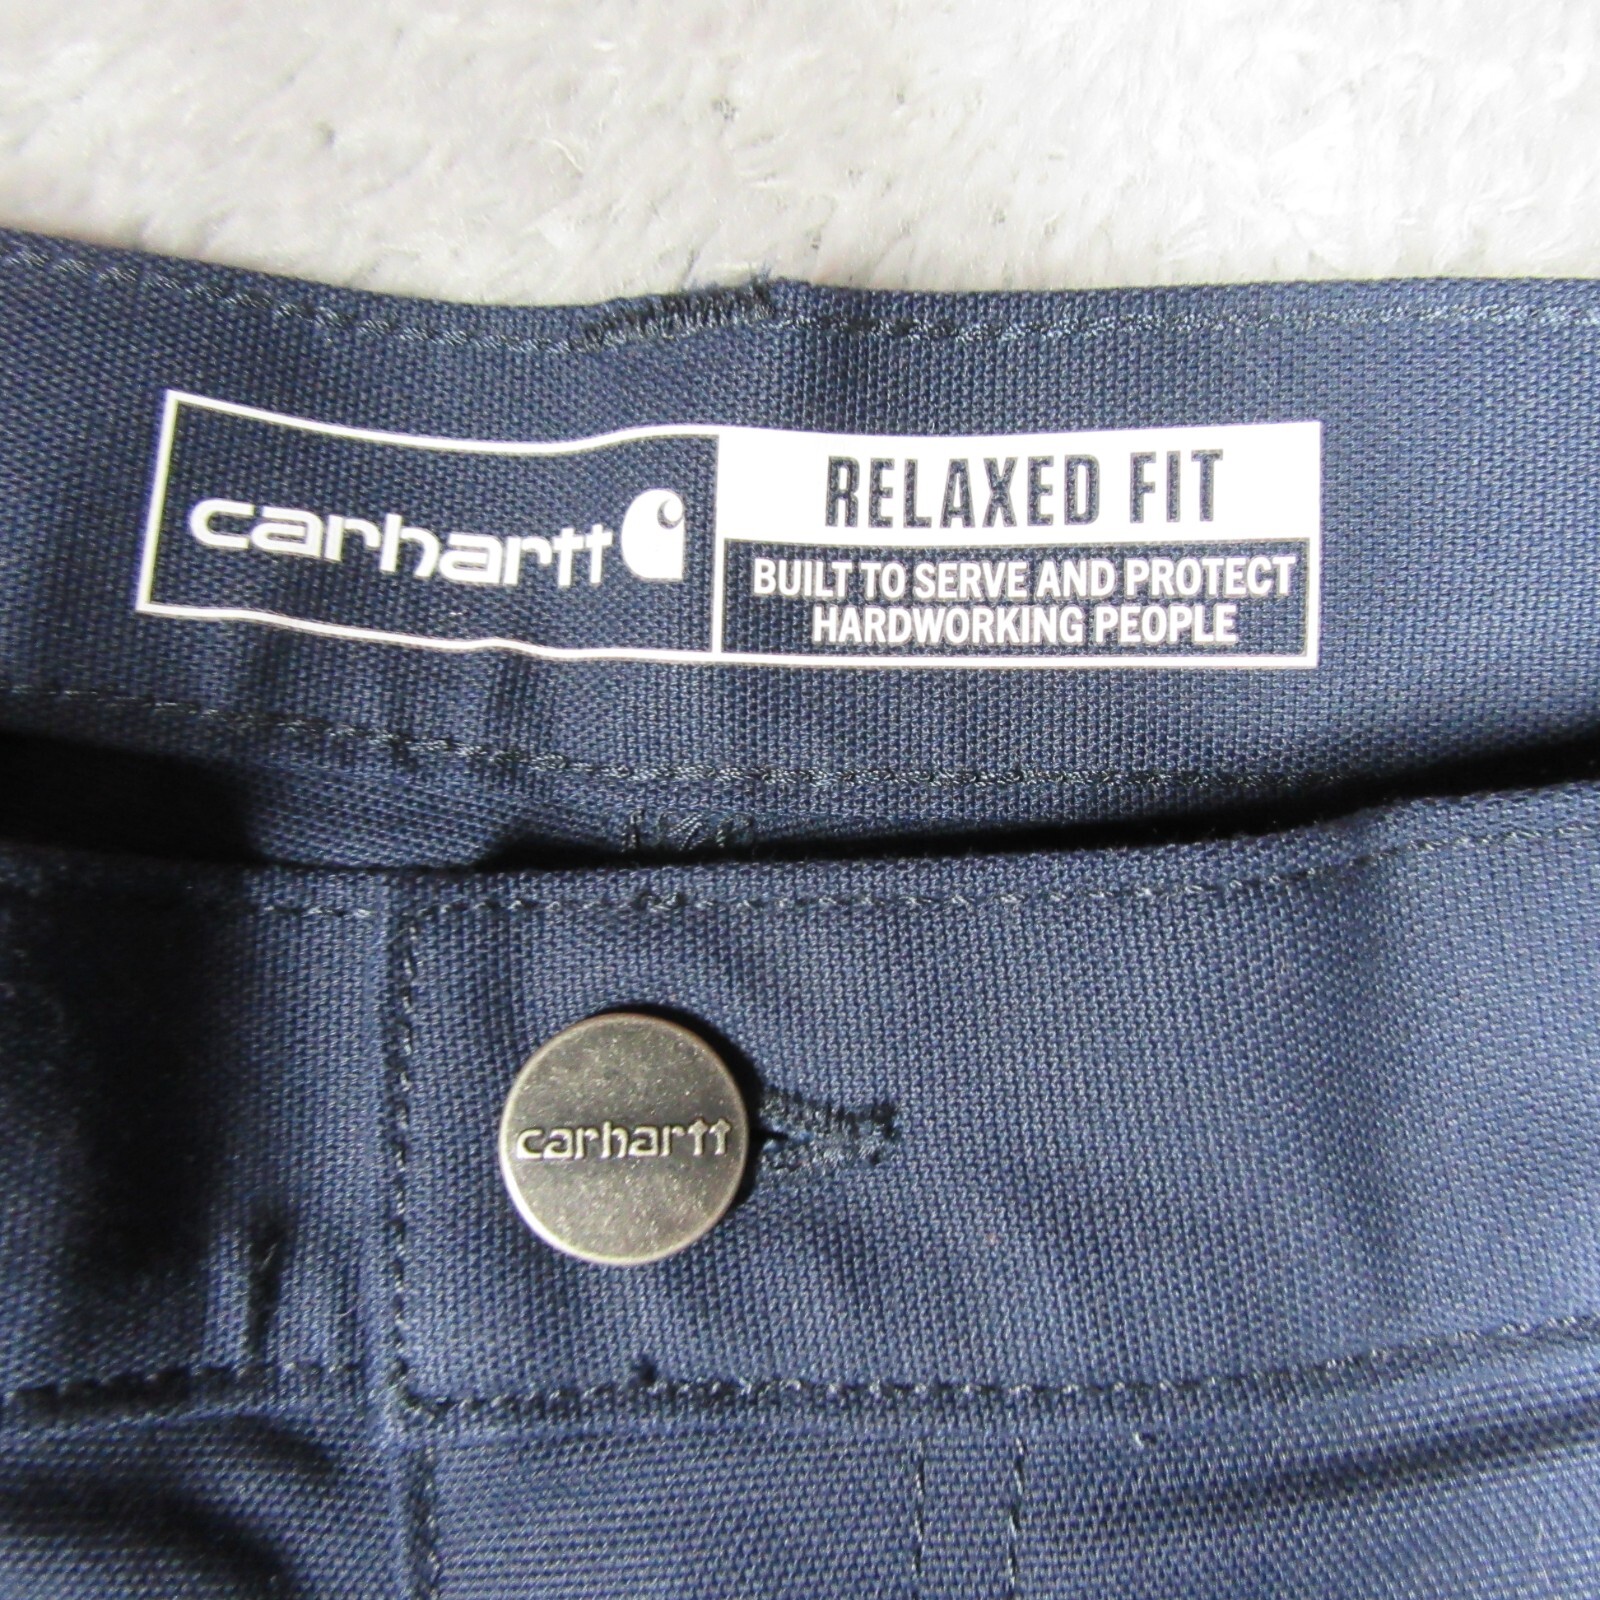 carhartt
RELAXED FIT
BUILT TO SERVE AND PROTECT
HARDWORKING PEOPLE
carhartt